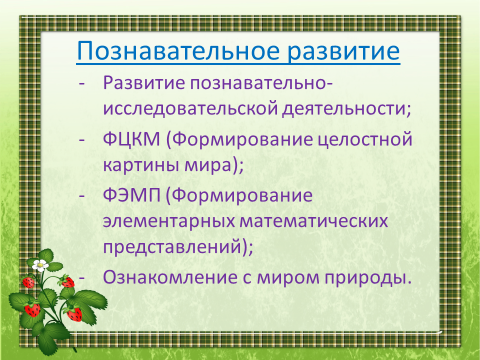 Познавательное развитие
- Развитие познавательно-
исследовательской деятельности;
- ФЦКМ (Формирование целостной
картины мира);
- ФЭМП (Формирование
элементарных математических
представлений);
- Ознакомление с миром природы.